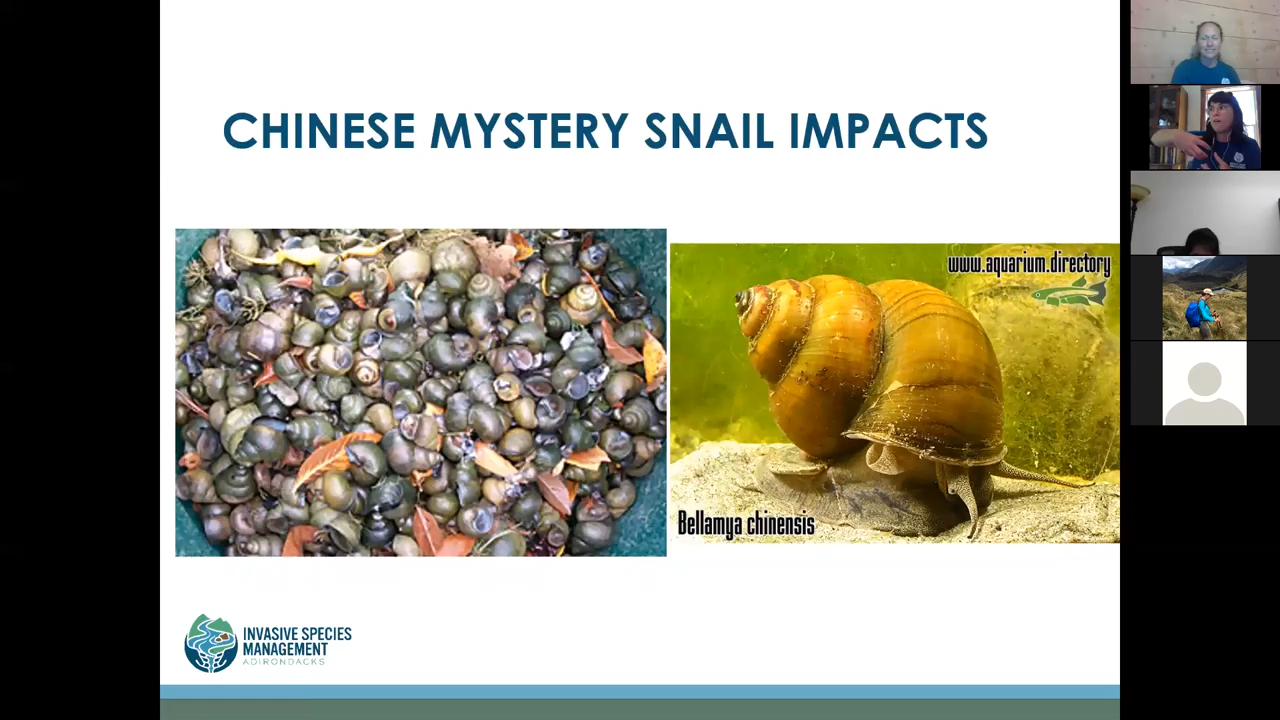 CHINESE MYSTERY SNAIL IMPACTS
www.aquarium.directory
Bellamya chinensis
INVASIVE SPECIES
MANAGEMENT
ADIRONDACKS